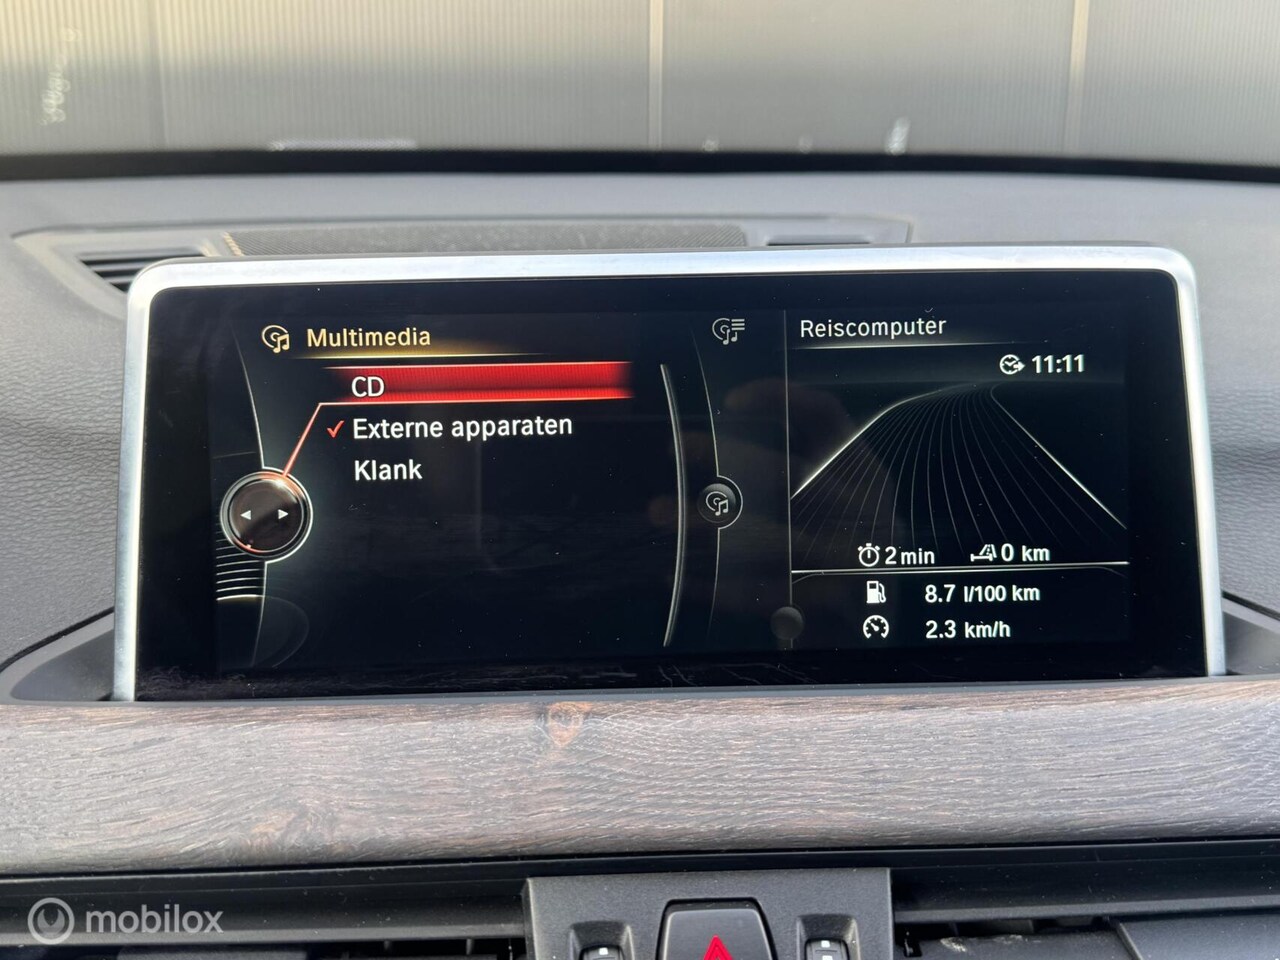 Multimedia
CD
Externe apparaten
Klank
Reiscomputer
11:11
2 min 0 km
8.7 l/100 km
2.3 km/h
mobilox